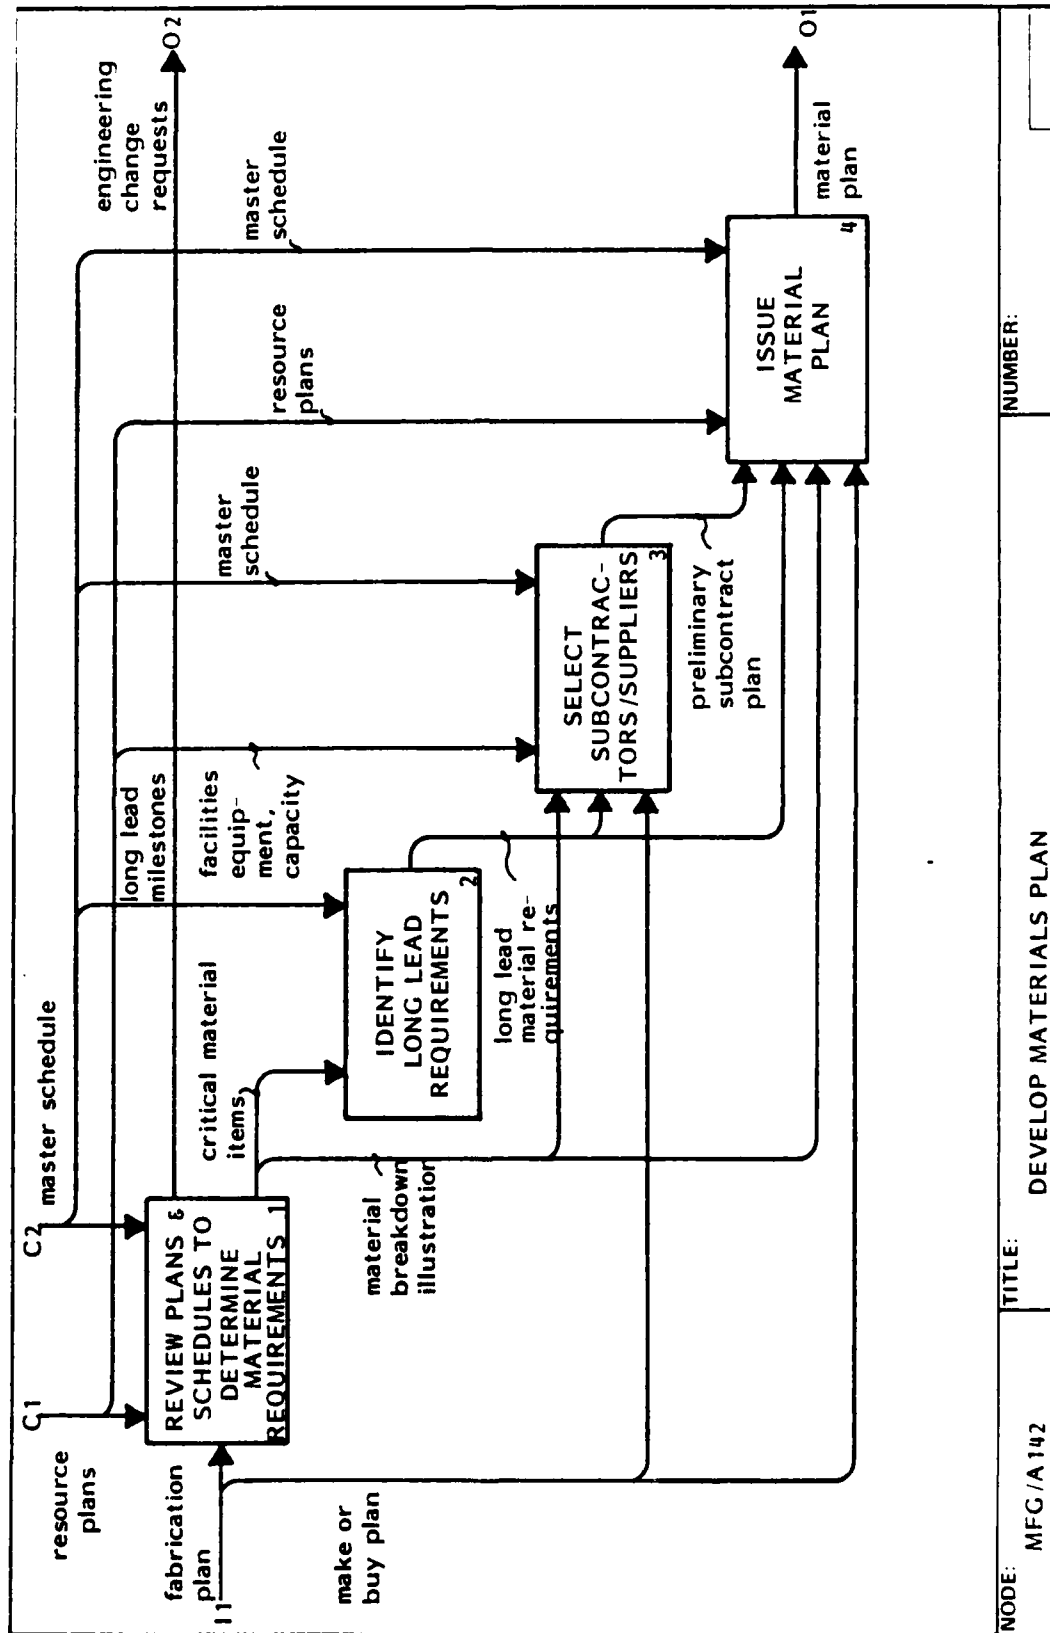 C1
C2
resource
plans
master schedule
engineering
change
requests
O2
fabrication
plan
I1
REVIEW PLANS &
SCHEDULES TO
DETERMINE
MATERIAL
REQUIREMENTS 1
long lead
milestones
critical material
items
facilities
equip-
ment,
capacity
master
schedule
resource
plans
master
schedule
make or
buy plan
material
breakdown
illustration
IDENTIFY
LONG LEAD
REQUIREMENTS 2
long lead
material re-
quirements
SELECT
SUBCONTRAC-
TORS/SUPPLIERS
3
preliminary
subcontract
plan
ISSUE
MATERIAL
PLAN
4
material
plan
O1
NODE:
MFG/A142
TITLE:
DEVELOP MATERIALS PLAN
NUMBER: